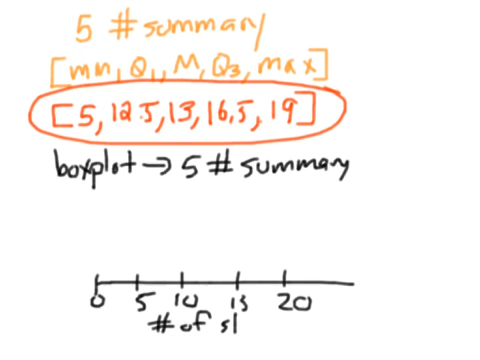 5 # summary
[min, Q1, M, Q3, max]
[5, 12.5, 13, 16.5, 19]
boxplot → 5 # summary
0 5 10 15 20
# of sl